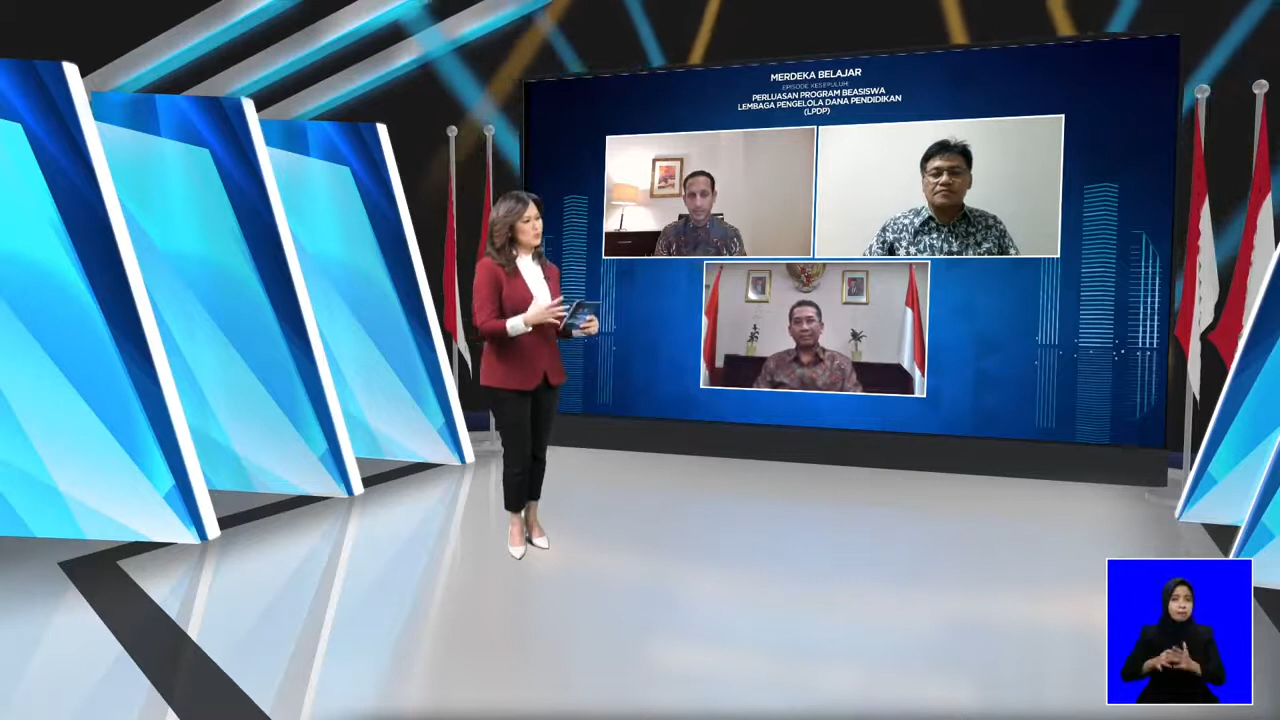 MERDEKA BELAJAR
EPISODE KESEPULUH:
PERLUASAN PROGRAM BEASISWA
LEMBAGA PENGELOLA DANA PENDIDIKAN
(LPDP)